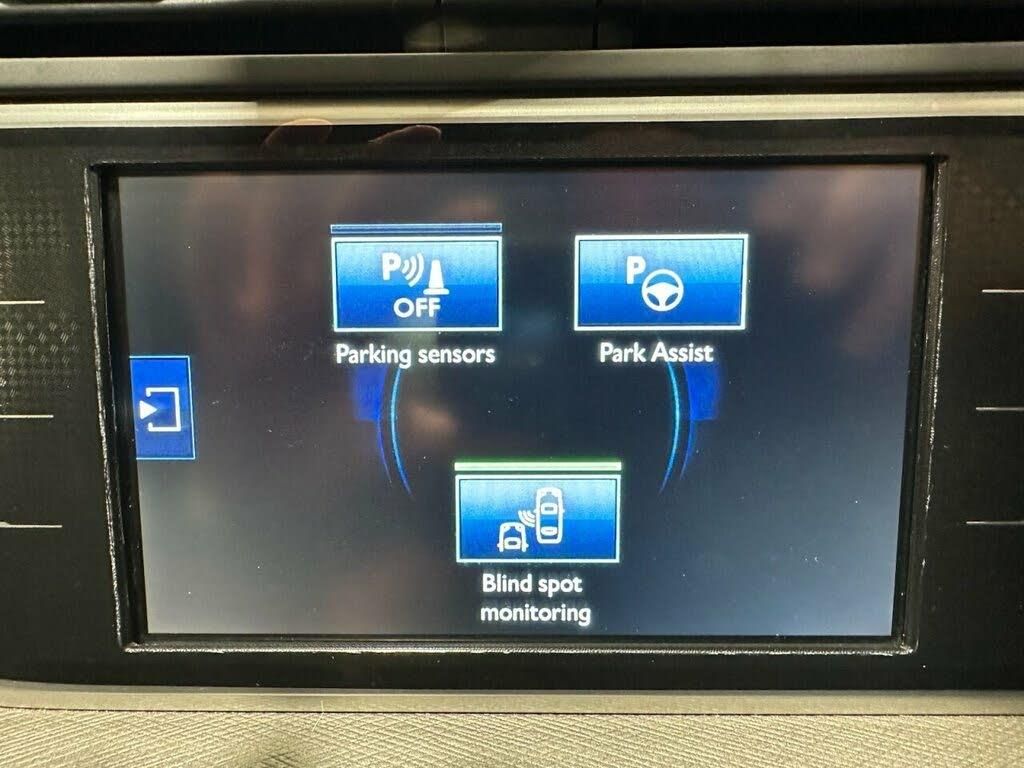 P
OFF
Parking sensors
P
Park Assist
Blind spot
monitoring